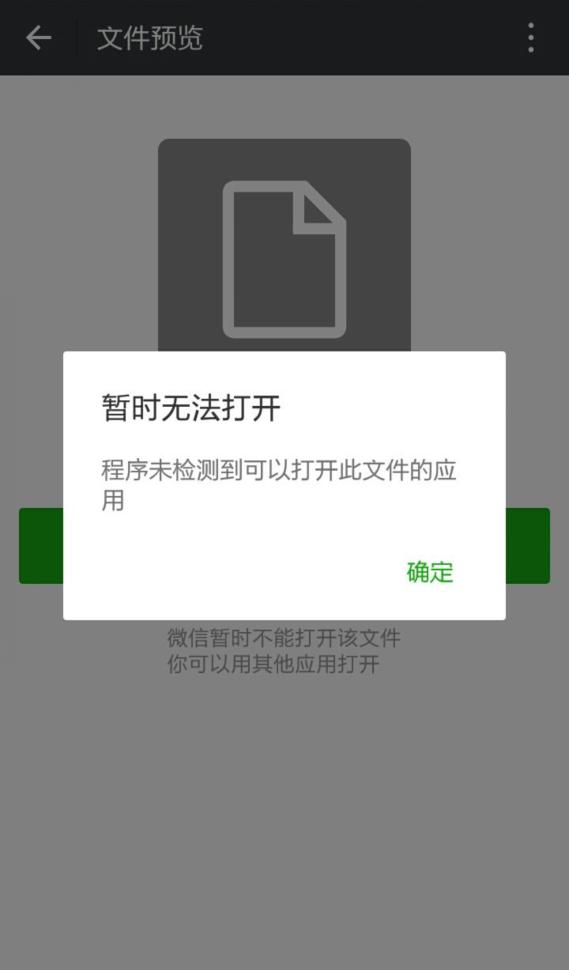 文件预览
暂时无法打开
程序未检测到可以打开此文件的应
用
确定
微信暂时不能打开该文件
你可以用其他应用打开